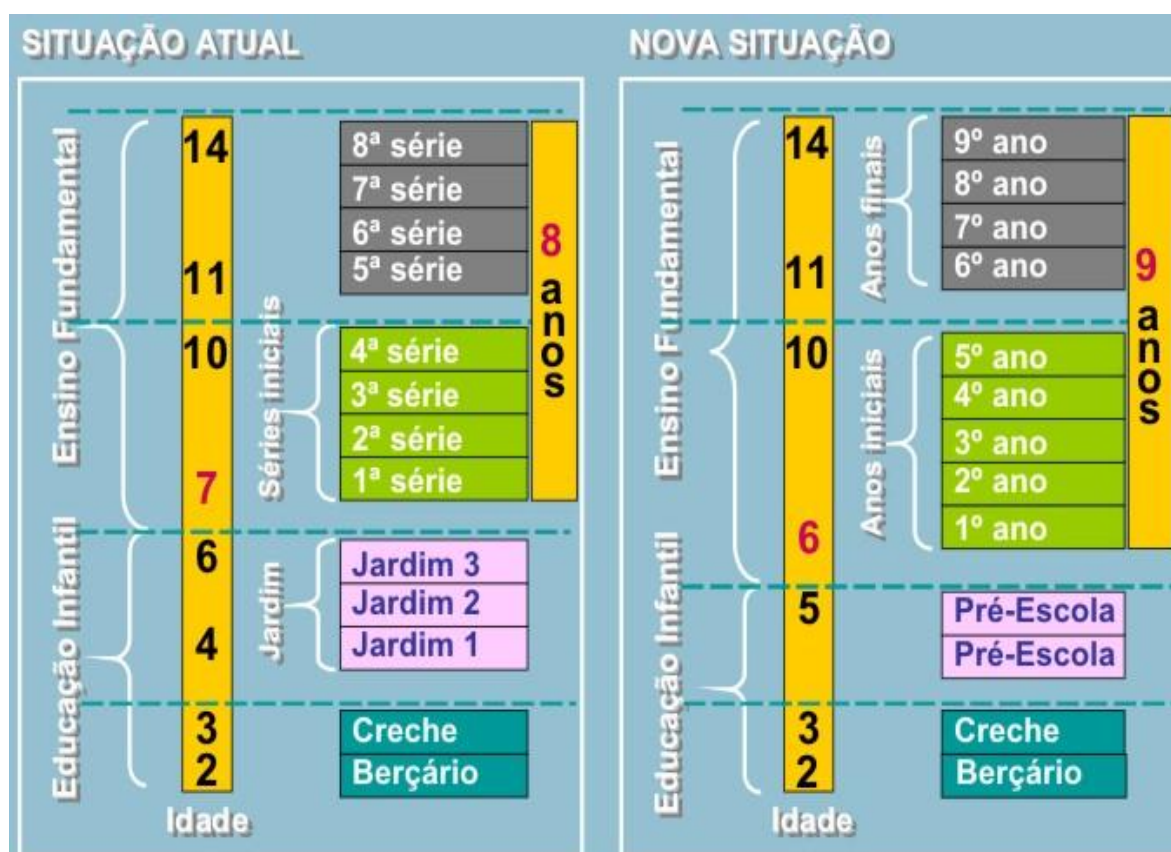 SITUAÇÃO ATUAL
Ensino Fundamental
Educação Infantil
14
11
10
7
6
4
3
2
Idade
Séries iniciais
Jardim
8ª série
7ª série
6ª série
5ª série
4ª série
3ª série
2ª série
1ª série
Jardim 3
Jardim 2
Jardim 1
Creche
Berçário
8 anos
NOVA SITUAÇÃO
Ensino Fundamental
Educação Infantil
14
11
10
6
5
3
2
Idade
Anos finais
Anos iniciais
9º ano
8º ano
7º ano
6º ano
5º ano
4º ano
3º ano
2º ano
1º ano
Pré-Escola
Pré-Escola
Creche
Berçário
9 anos